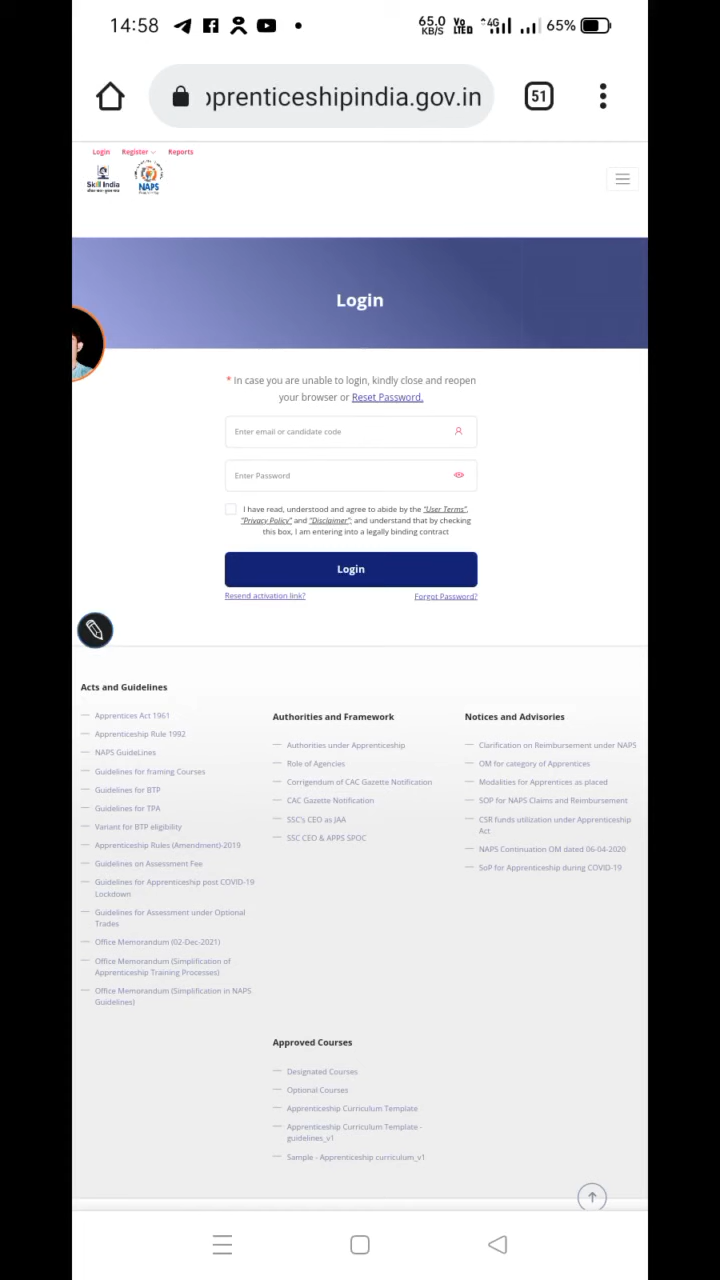 14:58
65.0 KB/S
Vo LTED
4G
65%
prenticeshipindia.gov.in
51
Login Register Reports
Skill India
NAPS
Login
* In case you are unable to login, kindly close and reopen
your browser or Reset Password.
Enter email or candidate code
Enter Password
I have read, understood and agree to abide by the "User Terms",
"Privacy Policy" and "Disclaimer"; and understand that by checking
this box, I am entering into a legally binding contract
Login
Resend activation link? Forgot Password?
Acts and Guidelines
Apprentices Act 1961
Apprenticeship Rule 1992
NAPS GuideLines
Guidelines for framing Courses
Guidelines for BTP
Guidelines for TPA
Variant for BTP eligibility
Apprenticeship Rules (Amendment)-2019
Guidelines on Assessment Fee
Guidelines for Apprenticeship post COVID-19
Lockdown
Guidelines for Assessment under Optional
Trades
Office Memorandum (02-Dec-2021)
Office Memorandum (Simplification of
Apprenticeship Training Processes)
Office Memorandum (Simplification in NAPS
Guidelines)
Authorities and Framework
Authorities under Apprenticeship
Role of Agencies
Corrigendum of CAC Gazette Notification
CAC Gazette Notification
SSC's CEO as JAA
SSC CEO & APPS SPOC
Notices and Advisories
Clarification on Reimbursement under NAPS
OM for category of Apprentices
Modalities for Apprentices as placed
SOP for NAPS Claims and Reimbursement
CSR funds utilization under Apprenticeship
Act
NAPS Continuation OM dated 06-04-2020
SoP for Apprenticeship during COVID-19
Approved Courses
Designated Courses
Optional Courses
Apprenticeship Curriculum Template
Apprenticeship Curriculum Template -
guidelines_v1
Sample - Apprenticeship curriculum_v1